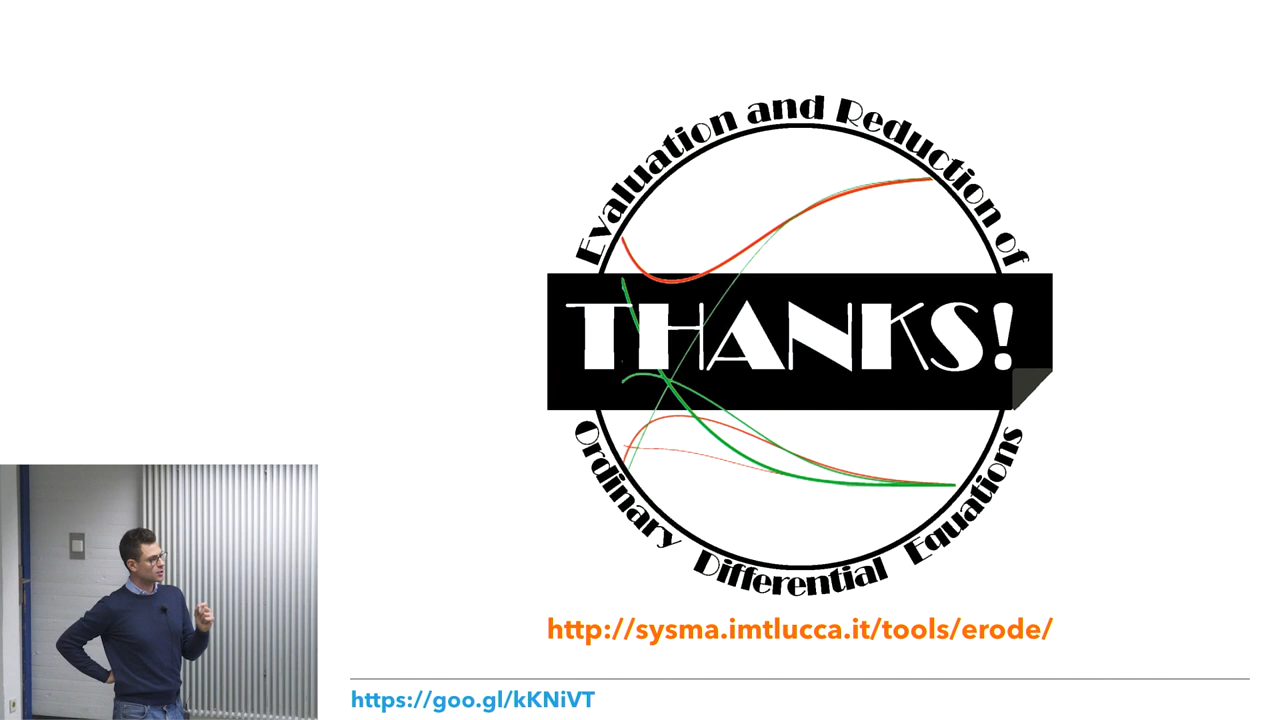 Evaluation and Reduction of
THANKS!
Ordinary Differential Equations
http://sysma.imtlucca.it/tools/erode/
https://goo.gl/kKNiVT